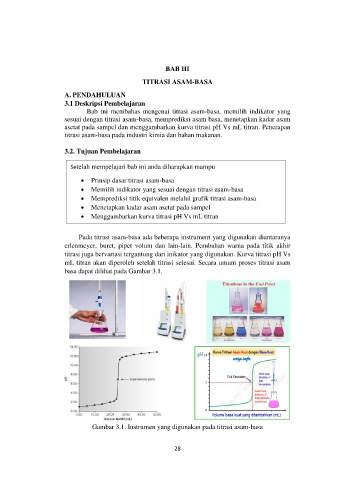 BAB III
TITRASI ASAM-BASA
A. PENDAHULUAN
3.1 Deskripsi Pembelajaran
Bab ini membahas mengenai titrasi asam-basa, memilih indikator yang
sesuai dengan titrasi asam-basa, memprediksi asam basa, menetapkan kadar asam
asetat pada sampel dan menggambarkan kurva titrasi pH Vs mL titran. Penerapan
titrasi asam-basa pada industri kimia dan bahan makanan.
3.2. Tujuan Pembelajaran
Setelah mempelajari bab ini anda diharapkan mampu
• Prinsip dasar titrasi asam-basa
• Memilih indikator yang sesuai dengan titrasi asam-basa
• Memprediksi titik equivalen melalui grafik titrasi asam-basa
• Menetapkan kadar asam asetat pada sampel
• Menggambarkan kurva titrasi pH Vs mL titran
Pada titrasi asam-basa ada beberapa instrument yang digunakan diantaranya
erlenmeyer, buret, pipet volum dan lain-lain. Perubahan warna pada titik akhir
titrasi juga bervariasi tergantung dari inikator yang digunakan. Kurva titrasi pH Vs
mL titran akan diperoleh setelah titrasi selesai. Secara umum proses titrasi asam
basa dapat dilihat pada Gambar 3.1.
Titrations to the End Point
Kurva Titrasi Asam Kuat dengan Basa Kuat
pH
Titik Ekuivalen
Volume basa kuat yang ditambahkan (mL)
Gambar 3.1. Instrumen yang digunakan pada titrasi asam-basa
28